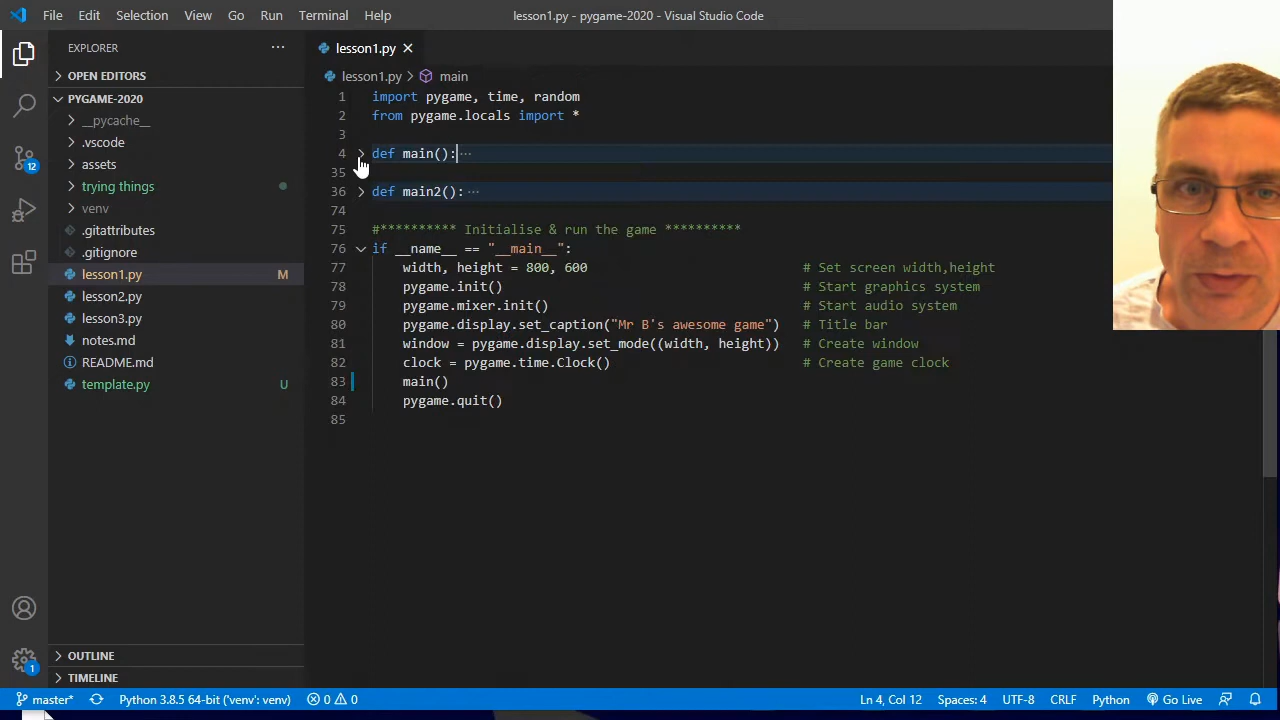 File Edit Selection View Go Run Terminal Help lesson1.py - pygame-2020 - Visual Studio Code
EXPLORER
OPEN EDITORS
PYGAME-2020
__pycache__
.vscode
assets
trying things
venv
.gitattributes
.gitignore
lesson1.py M
lesson2.py
lesson3.py
notes.md
README.md
template.py U
OUTLINE
TIMELINE
lesson1.py
lesson1.py > main
1 import pygame, time, random
2 from pygame.locals import *
3
4 def main():
35
36 def main2():
74
75 #********** Initialise & run the game **********
76 if __name__ == "__main__":
77 width, height = 800, 600 # Set screen width,height
78 pygame.init() # Start graphics system
79 pygame.mixer.init() # Start audio system
80 pygame.display.set_caption("Mr B's awesome game") # Title bar
81 window = pygame.display.set_mode((width, height)) # Create window
82 clock = pygame.time.Clock() # Create game clock
83 main()
84 pygame.quit()
85
12
1
master* Python 3.8.5 64-bit ('venv': venv) 0 0 Ln 4, Col 12 Spaces: 4 UTF-8 CRLF Python Go Live